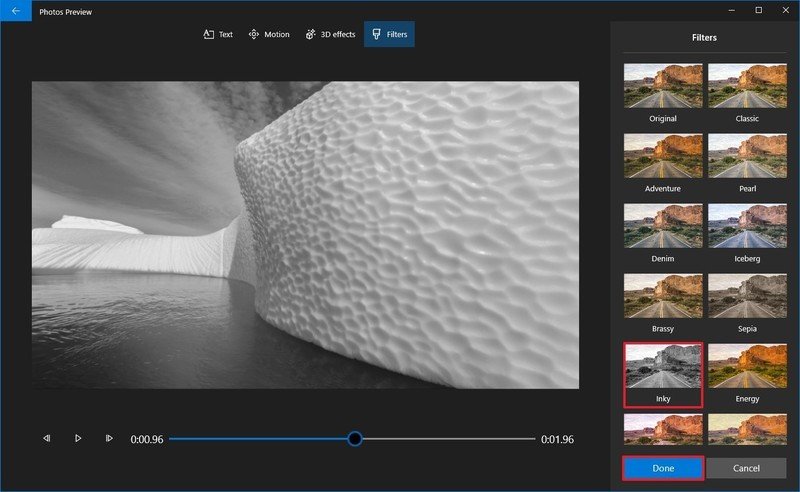 Photos Preview
Text Motion 3D effects Filters
Filters
Original Classic
Adventure Pearl
Denim Iceberg
Brassy Sepia
Inky Energy
0:00.96 0:01.96
Done Cancel